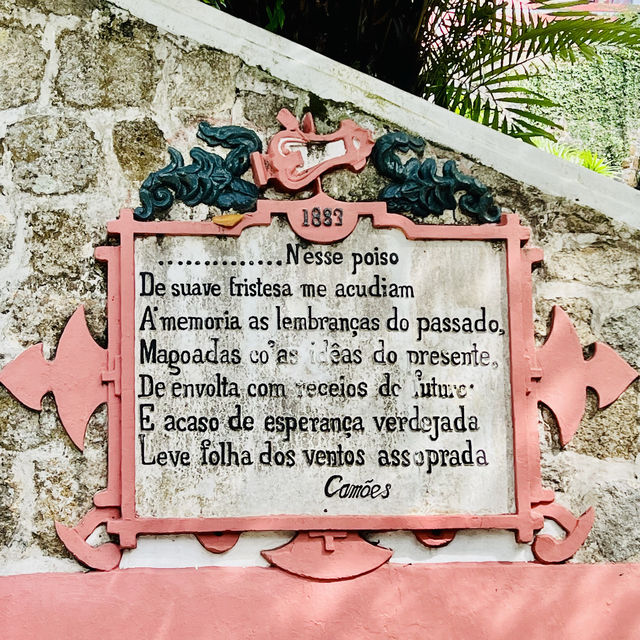 1883
...............N'esse poiso
De suave tristesa me acudiam
A' memoria as lembranças do passado,
Magoadas co'as idêas do presente,
De envolta com receios do futuro.
E acaso de esperança verdejada
Leve folha dos ventos assoprada
Camões